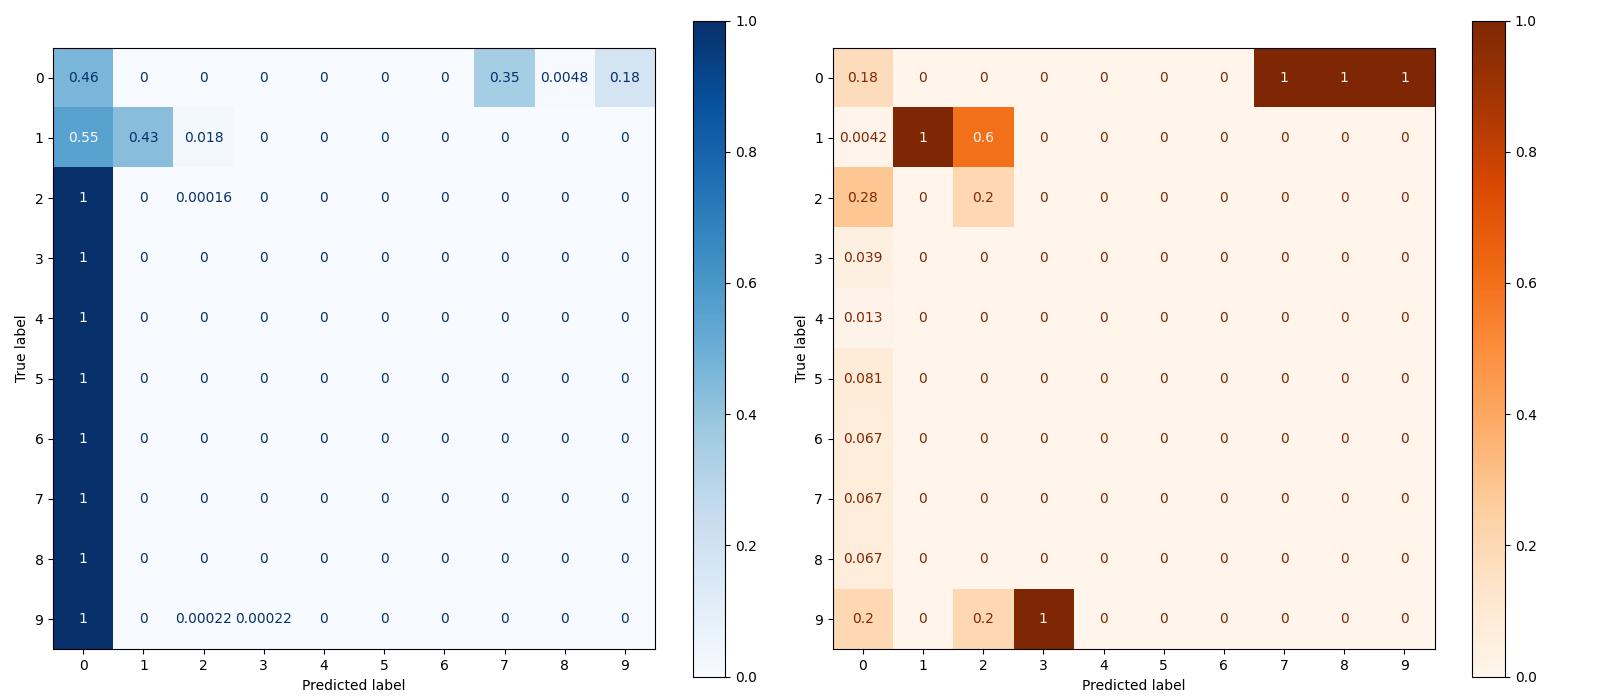 0 0.46 0 0 0 0 0 0 0.35 0.0048 0.18
1 0.55 0.43 0.018 0 0 0 0 0 0 0
2 1 0 0.00016 0 0 0 0 0 0 0
3 1 0 0 0 0 0 0 0 0 0
4 1 0 0 0 0 0 0 0 0 0
5 1 0 0 0 0 0 0 0 0 0
6 1 0 0 0 0 0 0 0 0 0
7 1 0 0 0 0 0 0 0 0 0
8 1 0 0 0 0 0 0 0 0 0
9 1 0 0.00022 0.00022 0 0 0 0 0 0
0 1 2 3 4 5 6 7 8 9
Predicted label
True label
1.0
0.8
0.6
0.4
0.2
0.0
0 0.18 0 0 0 0 0 0 1 1 1
1 0.0042 1 0.6 0 0 0 0 0 0 0
2 0.28 0 0.2 0 0 0 0 0 0 0
3 0.039 0 0 0 0 0 0 0 0 0
4 0.013 0 0 0 0 0 0 0 0 0
5 0.081 0 0 0 0 0 0 0 0 0
6 0.067 0 0 0 0 0 0 0 0 0
7 0.067 0 0 0 0 0 0 0 0 0
8 0.067 0 0 0 0 0 0 0 0 0
9 0.2 0 0.2 1 0 0 0 0 0 0
0 1 2 3 4 5 6 7 8 9
Predicted label
True label
1.0
0.8
0.6
0.4
0.2
0.0